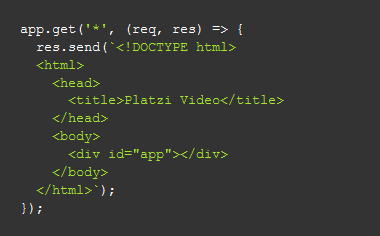 app.get('*', (req, res) => {
  res.send(`<!DOCTYPE html>
  <html>
    <head>
      <title>Platzi Video</title>
    </head>
    <body>
      <div id="app"></div>
    </body>
  </html>`);
});